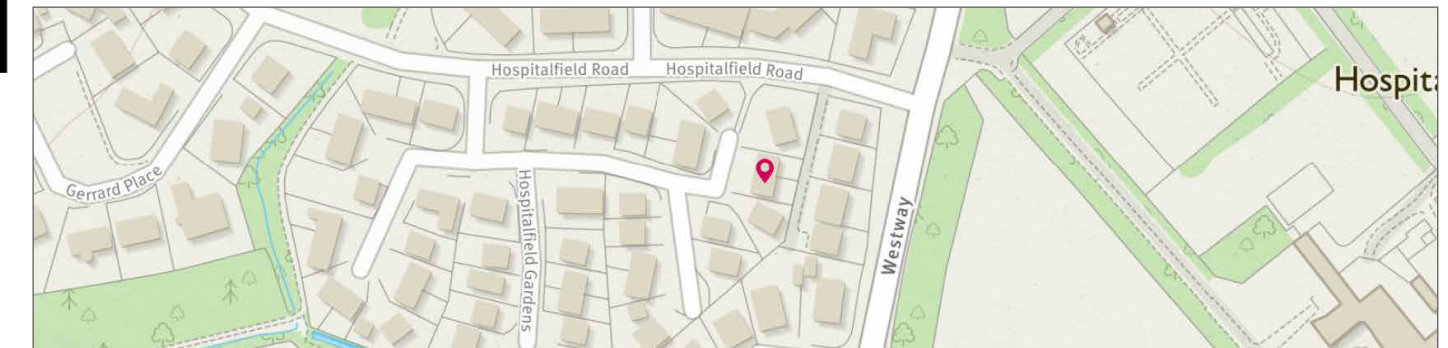 Hospitalfield Road
Hospitalfield Road
Hospita
Gerrard Place
Hospitalfield Gardens
Westway